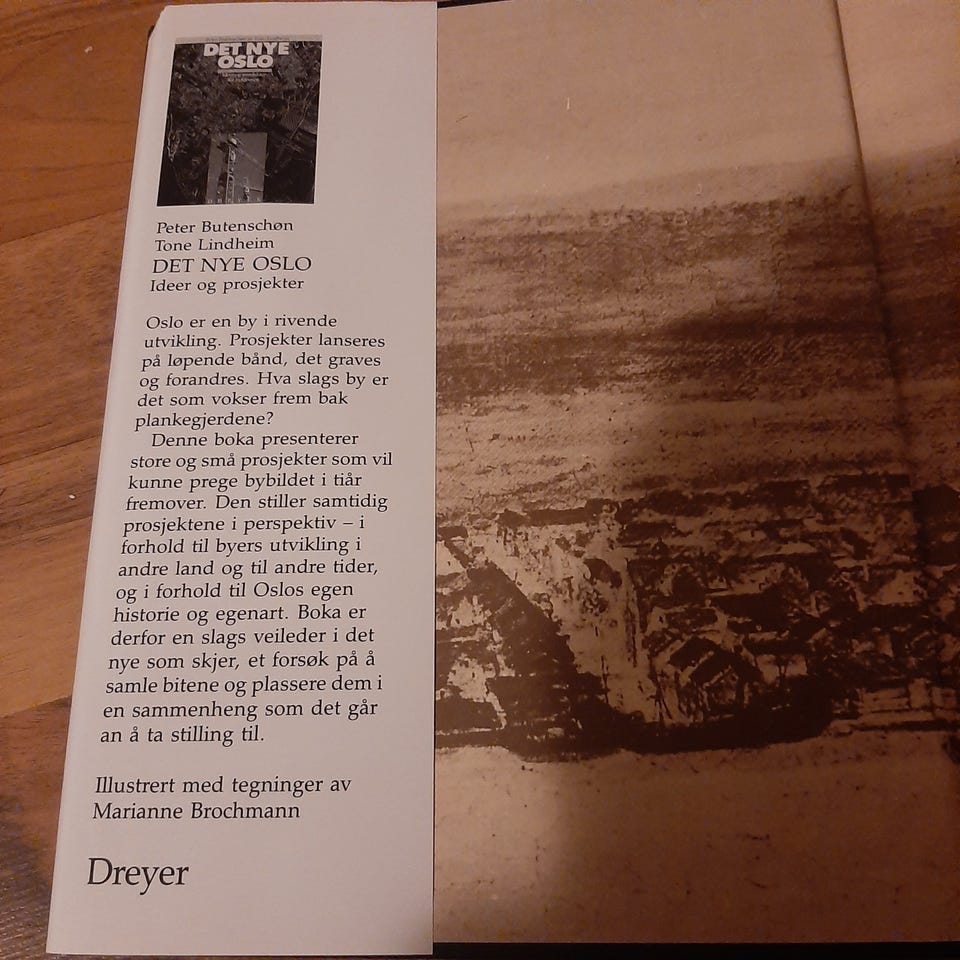 DET NYE
OSLO
Peter Butenschøn
Tone Lindheim
DET NYE OSLO
Ideer og prosjekter
Oslo er en by i rivende
utvikling. Prosjekter lanseres
på løpende bånd, det graves
og forandres. Hva slags by er
det som vokser frem bak
plankegjerdene?
Denne boka presenterer
store og små prosjekter som vil
kunne prege bybildet i tiår
fremover. Den stiller samtidig
prosjektene i perspektiv – i
forhold til byers utvikling i
andre land og til andre tider,
og i forhold til Oslos egen
historie og egenart. Boka er
derfor en slags veileder i det
nye som skjer, et forsøk på å
samle bitene og plassere dem i
en sammenheng som det går
an å ta stilling til.
Illustrert med tegninger av
Marianne Brochmann
Dreyer